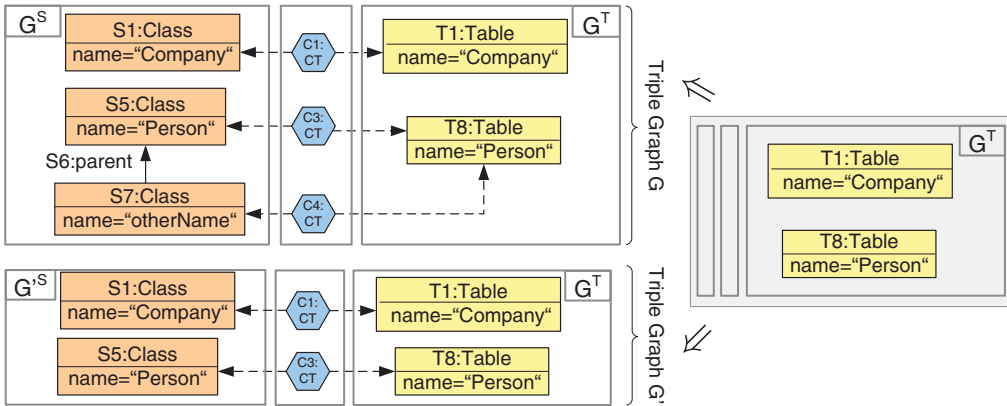 G^S
S1:Class
name=“Company“
C1:
CT
T1:Table
name=“Company“
G^T
S5:Class
name=“Person“
C3:
CT
T8:Table
name=“Person“
S6:parent
S7:Class
name=“otherName“
C4:
CT
Triple Graph G
G^T
T1:Table
name=“Company“
T8:Table
name=“Person“
G'^S
S1:Class
name=“Company“
C1:
CT
T1:Table
name=“Company“
G^T
S5:Class
name=“Person“
C3:
CT
T8:Table
name=“Person“
Triple Graph G'